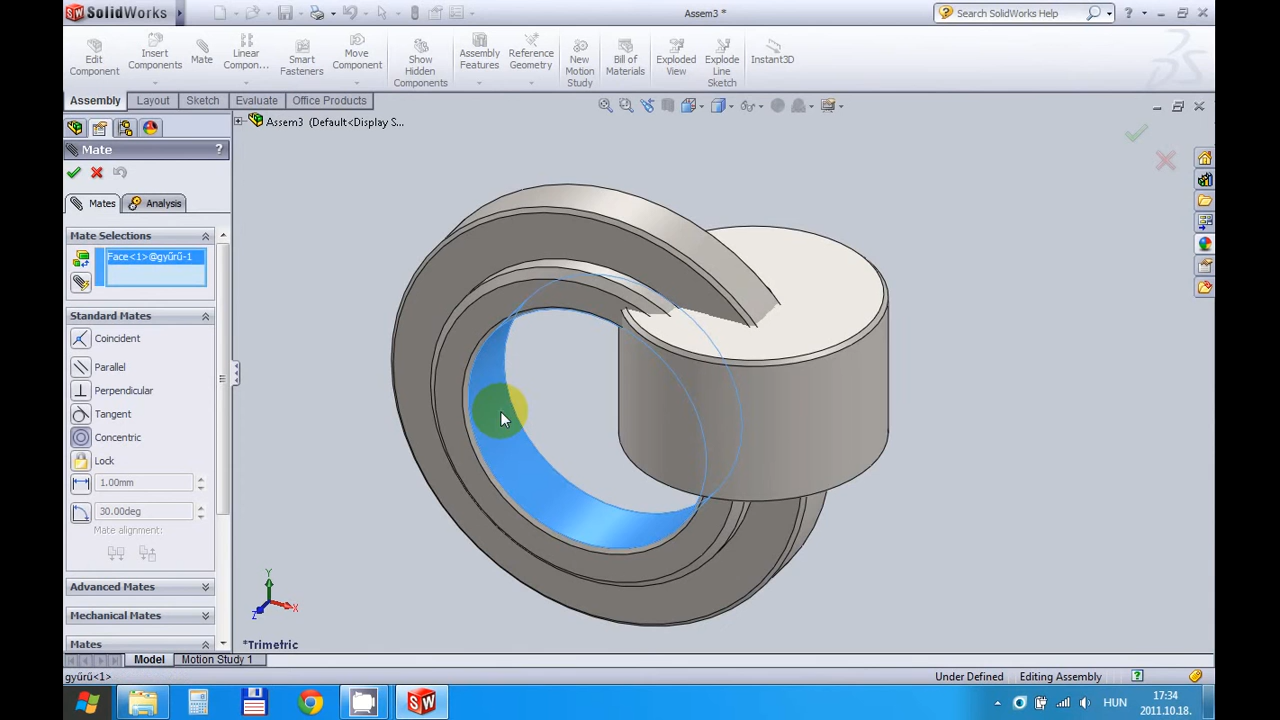 SolidWorks
Assem3 *
Search SolidWorks Help
Edit Component
Insert Components
Mate
Linear Compon...
Smart Fasteners
Move Component
Show Hidden Components
Assembly Features
Reference Geometry
New Motion Study
Bill of Materials
Exploded View
Explode Line Sketch
Instant3D
Assembly
Layout
Sketch
Evaluate
Office Products
Assem3 (Default<Display S...
Mate
?
Mates
Analysis
Mate Selections
Face<1>@gyűrű-1
Standard Mates
Coincident
Parallel
Perpendicular
Tangent
Concentric
Lock
1.00mm
30.00deg
Mate alignment:
Advanced Mates
Mechanical Mates
Mates
Y
X
Z
*Trimetric
Model
Motion Study 1
gyűrű<1>
Under Defined
Editing Assembly
HUN
17:34
2011.10.18.